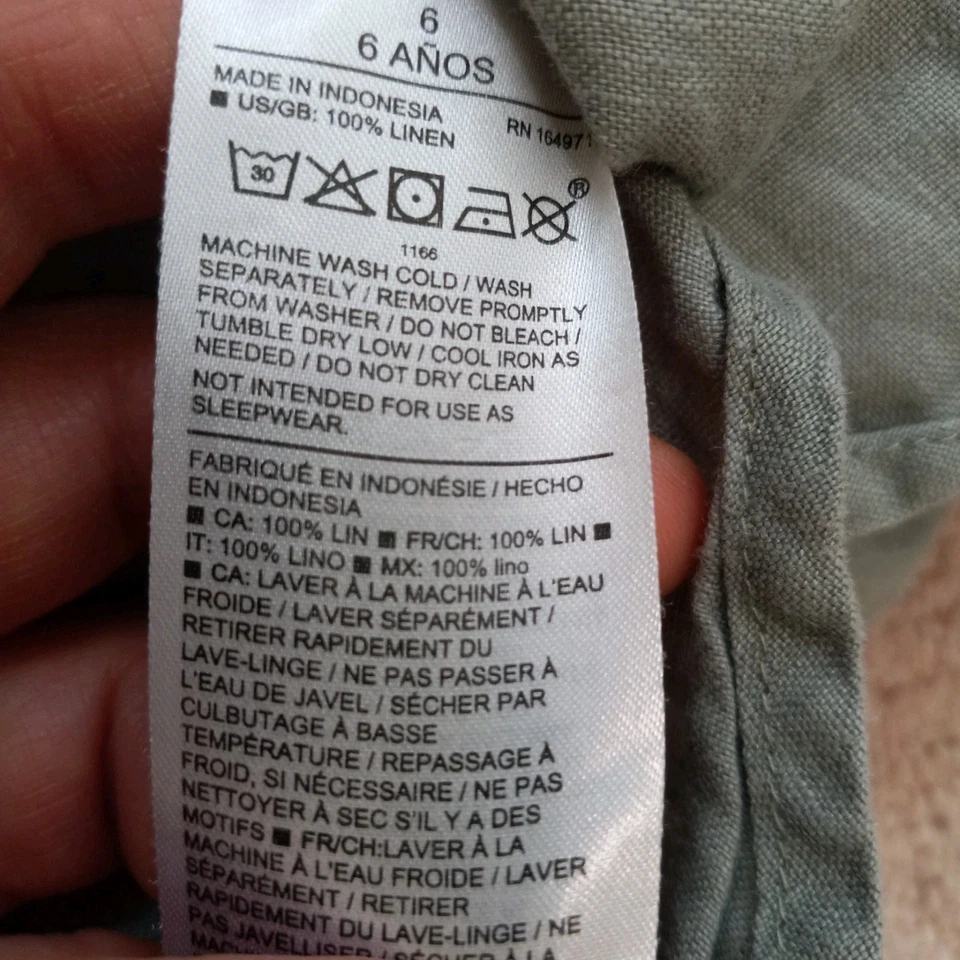 6
6 AÑOS
MADE IN INDONESIA
■ US/GB: 100% LINEN
RN 164971
30
1166
MACHINE WASH COLD / WASH
SEPARATELY / REMOVE PROMPTLY
FROM WASHER / DO NOT BLEACH /
TUMBLE DRY LOW / COOL IRON AS
NEEDED / DO NOT DRY CLEAN
NOT INTENDED FOR USE AS
SLEEPWEAR.
FABRIQUÉ EN INDONÉSIE / HECHO
EN INDONESIA
■ CA: 100% LIN ■ FR/CH: 100% LIN ■
IT: 100% LINO ■ MX: 100% lino
■ CA: LAVER À LA MACHINE À L'EAU
FROIDE / LAVER SÉPARÉMENT /
RETIRER RAPIDEMENT DU
LAVE-LINGE / NE PAS PASSER À
L'EAU DE JAVEL / SÉCHER PAR
CULBUTAGE À BASSE
TEMPÉRATURE / REPASSAGE À
FROID, SI NÉCESSAIRE / NE PAS
NETTOYER À SEC S'IL Y A DES
MOTIFS ■ FR/CH:LAVER À LA
MACHINE À L'EAU FROIDE / LAVER
SÉPARÉMENT / RETIRER
RAPIDEMENT DU LAVE-LINGE / NE
PAS JAVELLISER / SÉCHER À LA